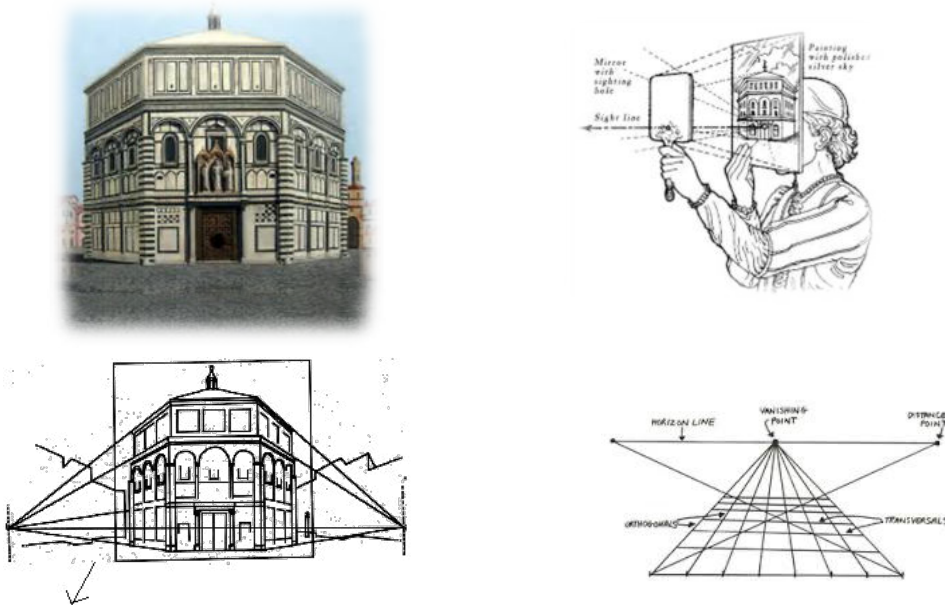 Mirror
with
sighting
hole
Painting
with polished
silver sky
Sight line
HORIZON LINE
VANISHING
POINT
DISTANCE
POINT
ORTHOGONALS
TRANSVERSALS